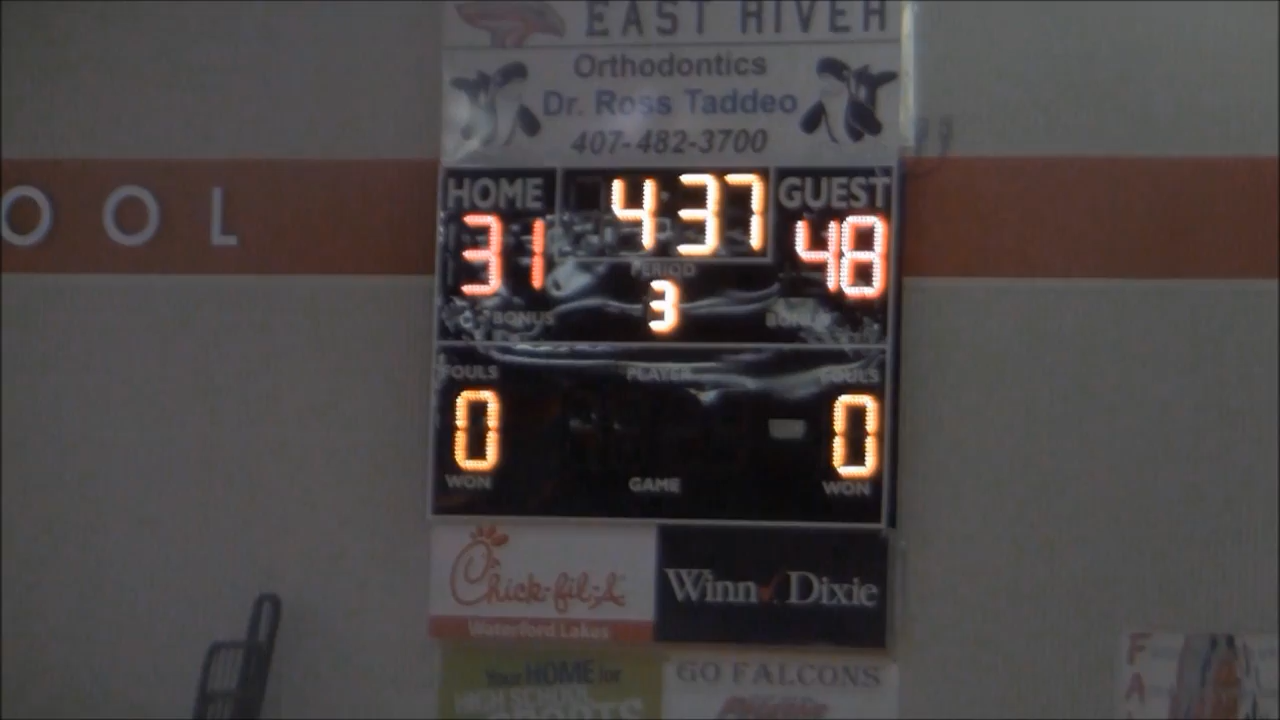 EAST RIVER
Orthodontics
Dr. Ross Taddeo
407-482-3700
OOL
HOME
4:37
GUEST
31
48
PERIOD
3
BONUS
BONUS
FOULS
PLAYER
FOULS
0
0
WON
GAME
WON
Chick-fil-A
Waterford Lakes
Winn Dixie
Your HOME for
HIGH SCHOOL
SPORTS
GO FALCONS
F
A